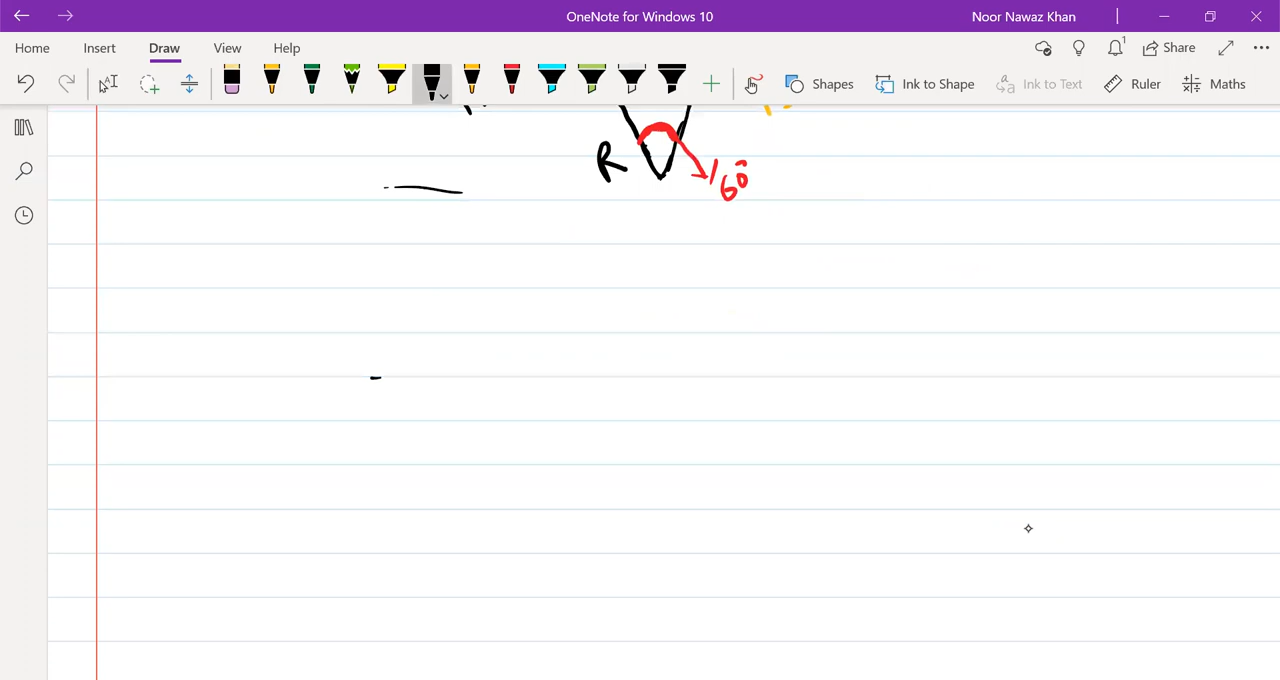 OneNote for Windows 10
Noor Nawaz Khan
Home Insert Draw View Help
Share
Shapes
Ink to Shape
Ink to Text
Ruler
Maths
R
60°